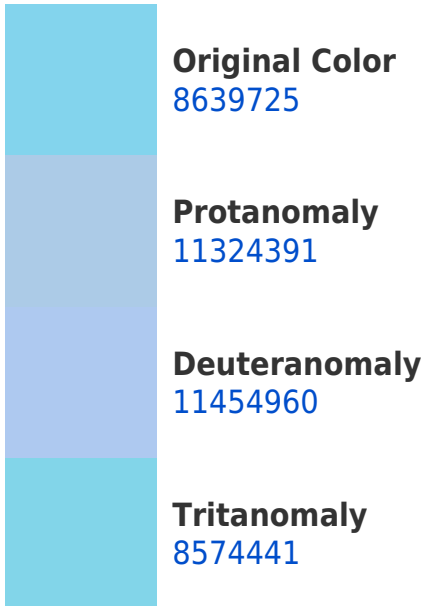 Original Color
8639725
Protanomaly
11324391
Deuteranomaly
11454960
Tritanomaly
8574441